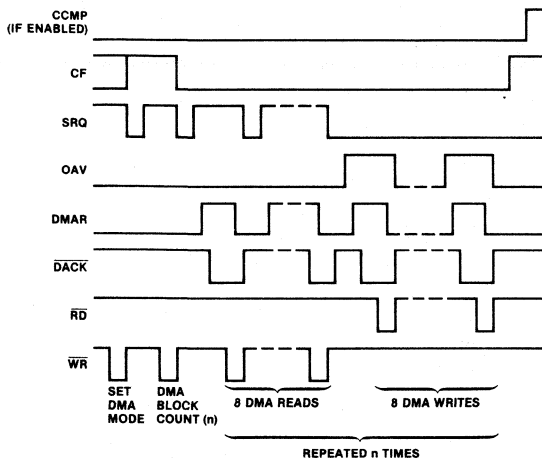 CCMP
(IF ENABLED)
CF
SRQ
OAV
DMAR
DACK
RD
WR
SET
DMA
MODE
DMA
BLOCK
COUNT (n)
8 DMA READS
8 DMA WRITES
REPEATED n TIMES